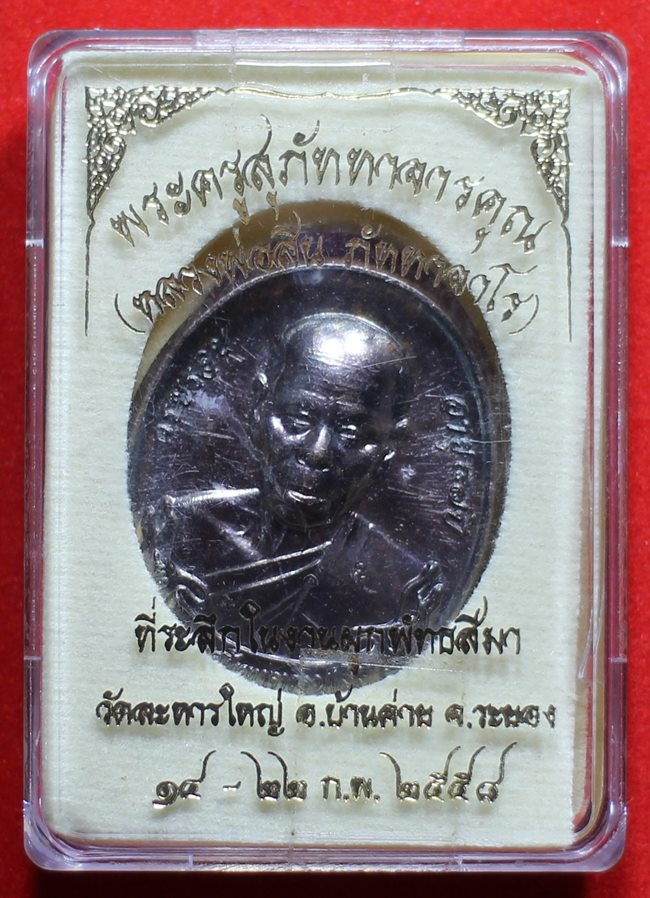 พระครูสุภัททาจารคุณ
(หลวงพ่อสิน ภัททาจาโร)
ที่ระลึกในงานผูกพัทธสีมา
วัดละหารใหญ่ อ.บ้านค่าย จ.ระยอง
๑๔ - ๒๒ ก.พ. ๒๕๕๘